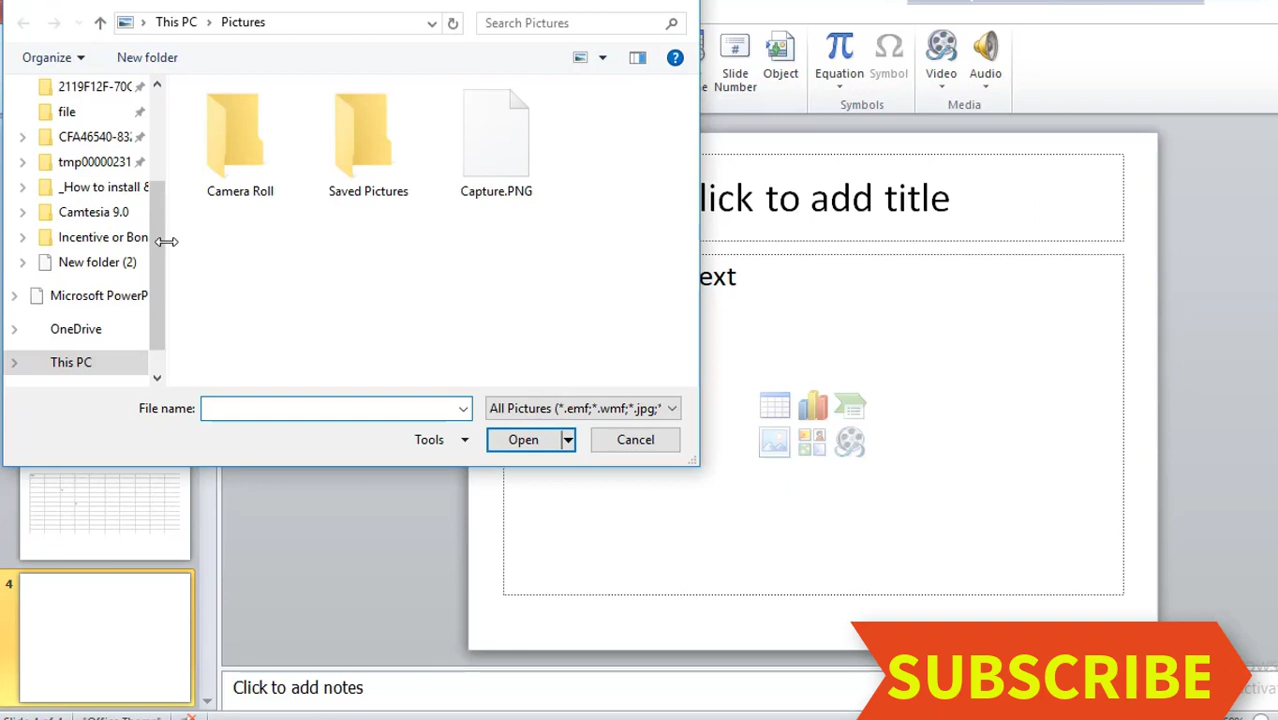 This PC
Pictures
Search Pictures
Organize
New folder
2119F12F-70C
file
CFA46540-83
tmp00000231
_How to install &
Camtesia 9.0
Incentive or Bon
New folder (2)
Microsoft PowerP
OneDrive
This PC
Camera Roll
Saved Pictures
Capture.PNG
File name:
All Pictures (*.emf;*.wmf;*.jpg;*
Tools
Open
Cancel
Slide
Number
Object
Equation
Symbol
Symbols
Video
Audio
Media
lick to add title
ext
4
Click to add notes
SUBSCRIBE